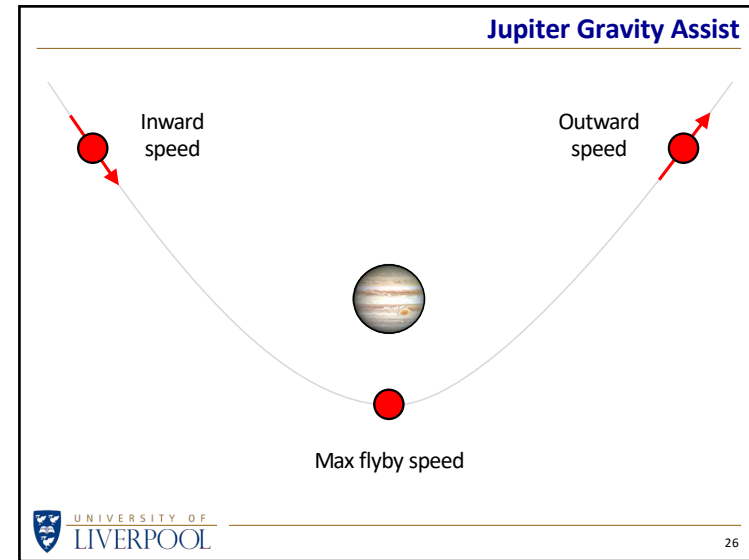 Jupiter Gravity Assist
Inward
speed
Outward
speed
Max flyby speed
UNIVERSITY OF
LIVERPOOL
26